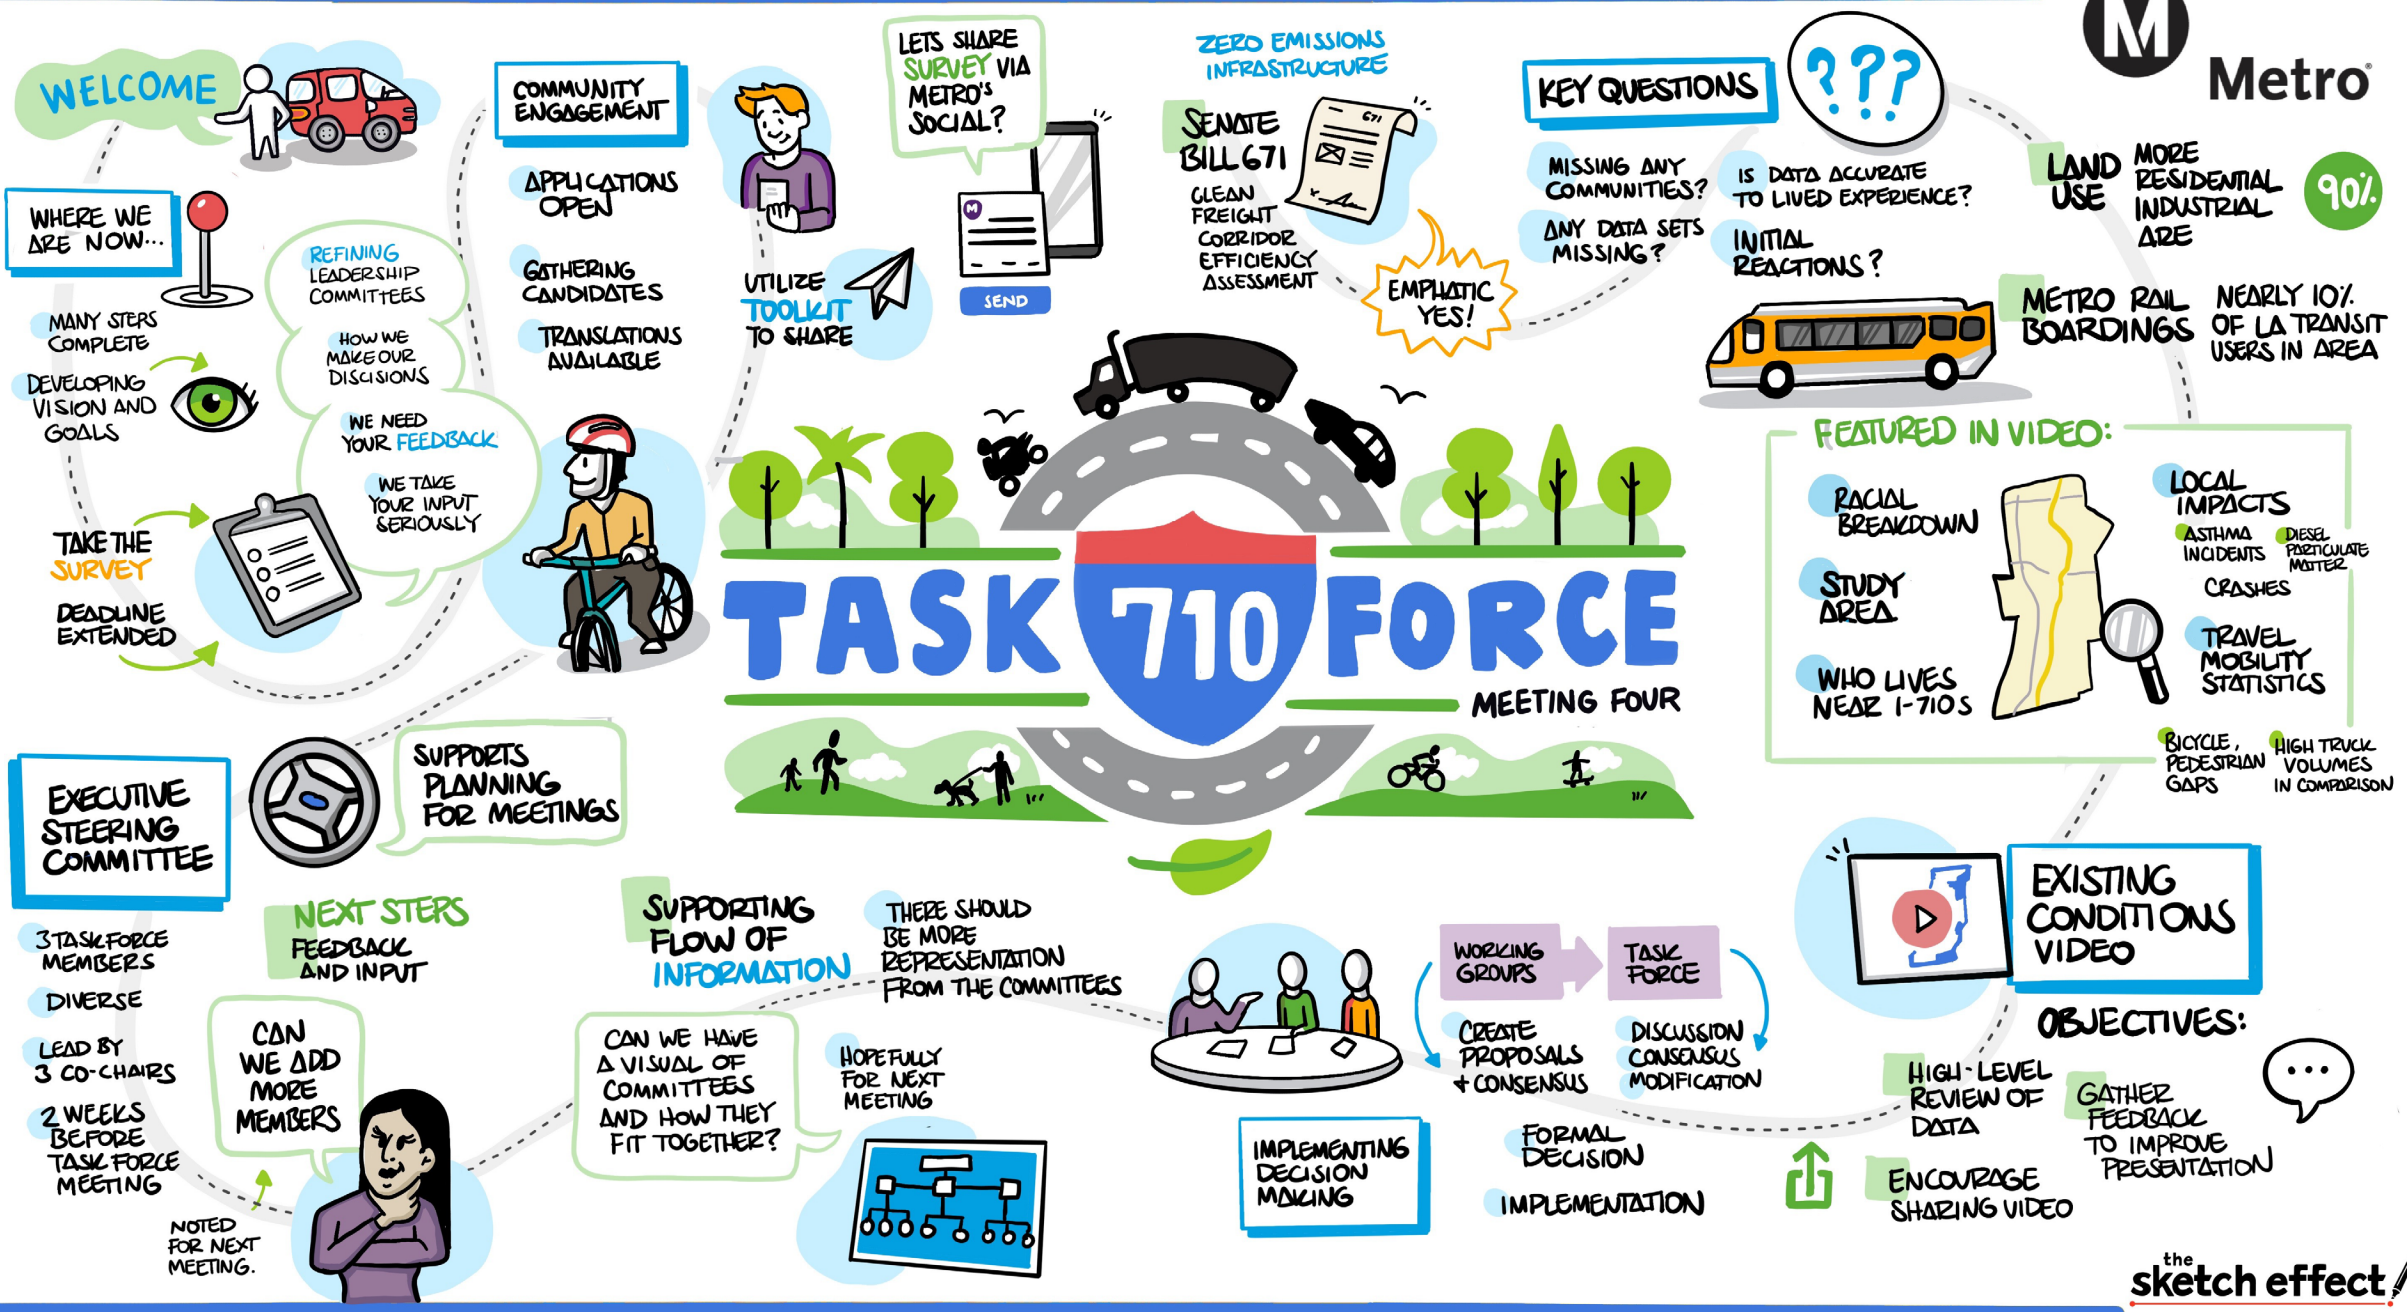 WELCOME
WHERE WE
ARE NOW...
MANY STEPS
COMPLETE
DEVELOPING
VISION AND
GOALS
TAKE THE
SURVEY
DEADLINE
EXTENDED
REFINING
LEADERSHIP
COMMITTEES
HOW WE
MAKE OUR
DISCISIONS
WE NEED
YOUR FEEDBACK
WE TAKE
YOUR INPUT
SERIOUSLY
COMMUNITY
ENGAGEMENT
APPLICATIONS
OPEN
GATHERING
CANDIDATES
TRANSLATIONS
AVAILABLE
UTILIZE
TOOLKIT
TO SHARE
LETS SHARE
SURVEY VIA
METRO'S
SOCIAL?
M
SEND
ZERO EMISSIONS
INFRASTRUCTURE
SENATE
BILL 671
CLEAN
FREIGHT
CORRIDOR
EFFICIENCY
ASSESSMENT
671
EMPHATIC
YES!
KEY QUESTIONS
???
MISSING ANY
COMMUNITIES?
ANY DATA SETS
MISSING?
IS DATA ACCURATE
TO LIVED EXPERIENCE?
INITIAL
REACTIONS?
M
Metro
LAND
USE
MORE
RESIDENTIAL
INDUSTRIAL
ARE
90%
METRO RAIL
BOARDINGS
NEARLY 10%
OF LA TRANSIT
USERS IN AREA
FEATURED IN VIDEO:
RACIAL
BREAKDOWN
STUDY
AREA
WHO LIVES
NEAR I-710S
LOCAL
IMPACTS
ASTHMA
INCIDENTS
DIESEL
PARTICULATE
MATTER
CRASHES
TRAVEL
MOBILITY
STATISTICS
BICYCLE,
PEDESTRIAN
GAPS
HIGH TRUCK
VOLUMES
IN COMPARISON
TASK 710 FORCE
MEETING FOUR
EXECUTIVE
STEERING
COMMITTEE
SUPPORTS
PLANNING
FOR MEETINGS
3 TASK FORCE
MEMBERS
DIVERSE
LEAD BY
3 CO-CHAIRS
2 WEEKS
BEFORE
TASK FORCE
MEETING
NEXT STEPS
FEEDBACK
AND INPUT
CAN
WE ADD
MORE
MEMBERS
NOTED
FOR NEXT
MEETING.
SUPPORTING
FLOW OF
INFORMATION
THERE SHOULD
BE MORE
REPRESENTATION
FROM THE COMMITTEES
CAN WE HAVE
A VISUAL OF
COMMITTEES
AND HOW THEY
FIT TOGETHER?
HOPEFULLY
FOR NEXT
MEETING
WORKING
GROUPS
TASK
FORCE
CREATE
PROPOSALS
+ CONSENSUS
DISCUSSION
CONSENSUS
MODIFICATION
IMPLEMENTING
DECISION
MAKING
FORMAL
DECISION
IMPLEMENTATION
EXISTING
CONDITIONS
VIDEO
OBJECTIVES:
HIGH-LEVEL
REVIEW OF
DATA
GATHER
FEEDBACK
TO IMPROVE
PRESENTATION
ENCOURAGE
SHARING VIDEO
the
sketch effect